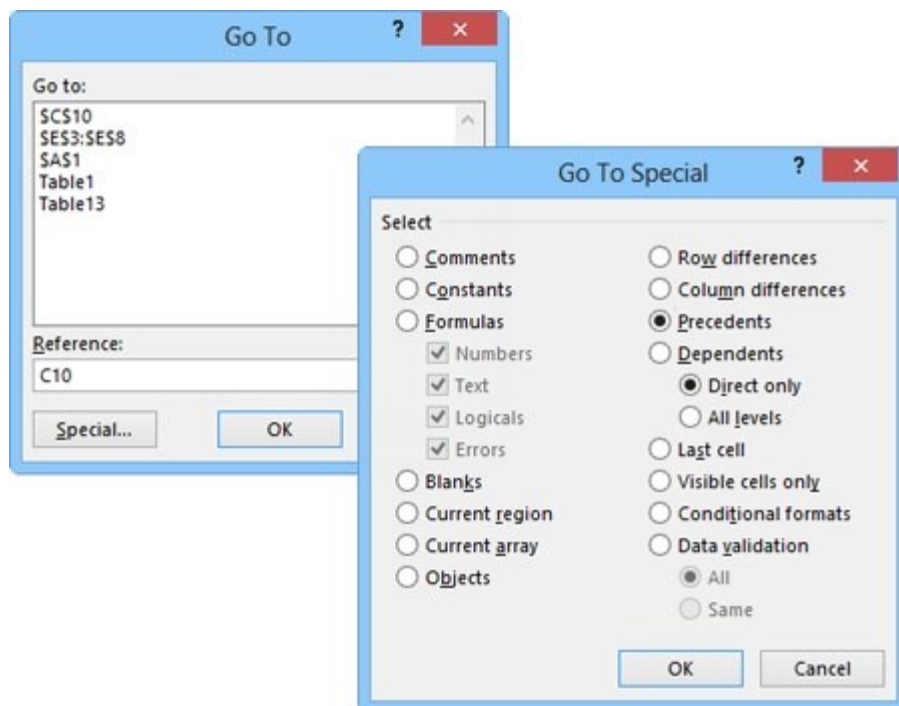 Go To
?
Go to:
$C$10
$E$3:$E$8
$A$1
Table1
Table13
Reference:
C10
Special...
OK
Go To Special
?
Select
Comments
Constants
Formulas
Numbers
Text
Logicals
Errors
Blanks
Current region
Current array
Objects
Row differences
Column differences
Precedents
Dependents
Direct only
All levels
Last cell
Visible cells only
Conditional formats
Data validation
All
Same
OK
Cancel